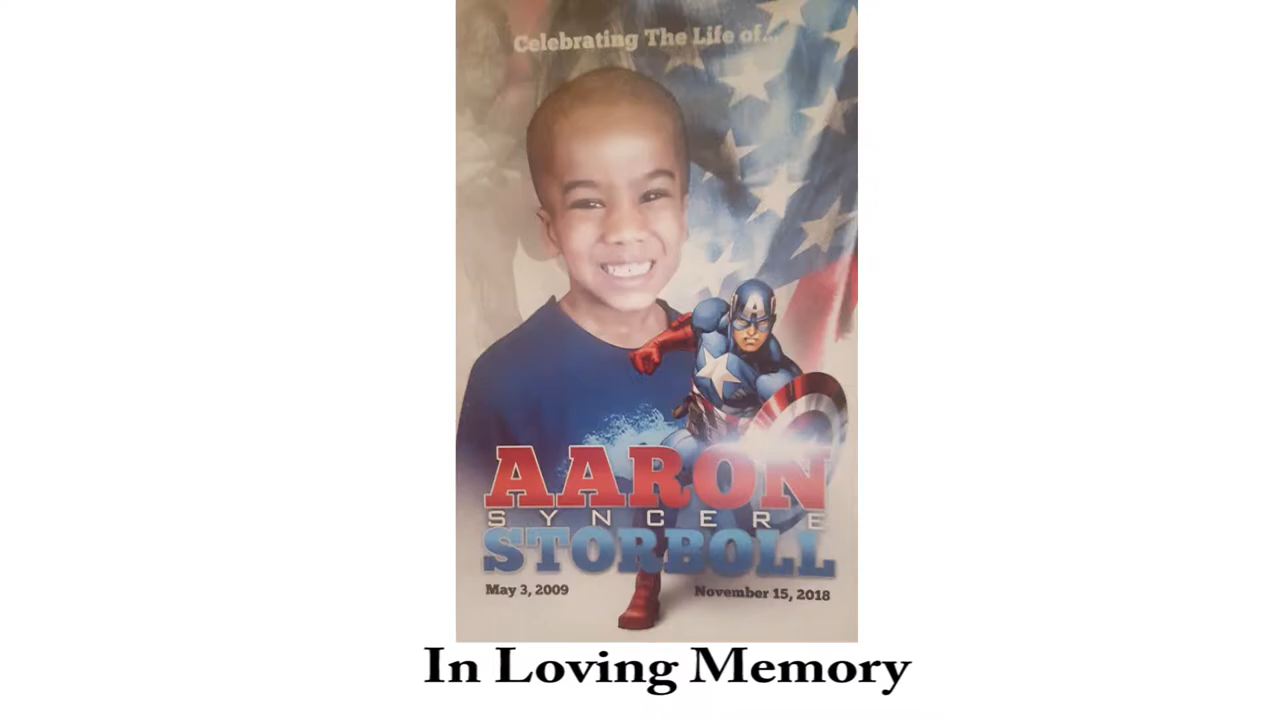 Celebrating The Life of...
AARON
SYNCERE
STORBOLL
May 3, 2009 November 15, 2018
In Loving Memory